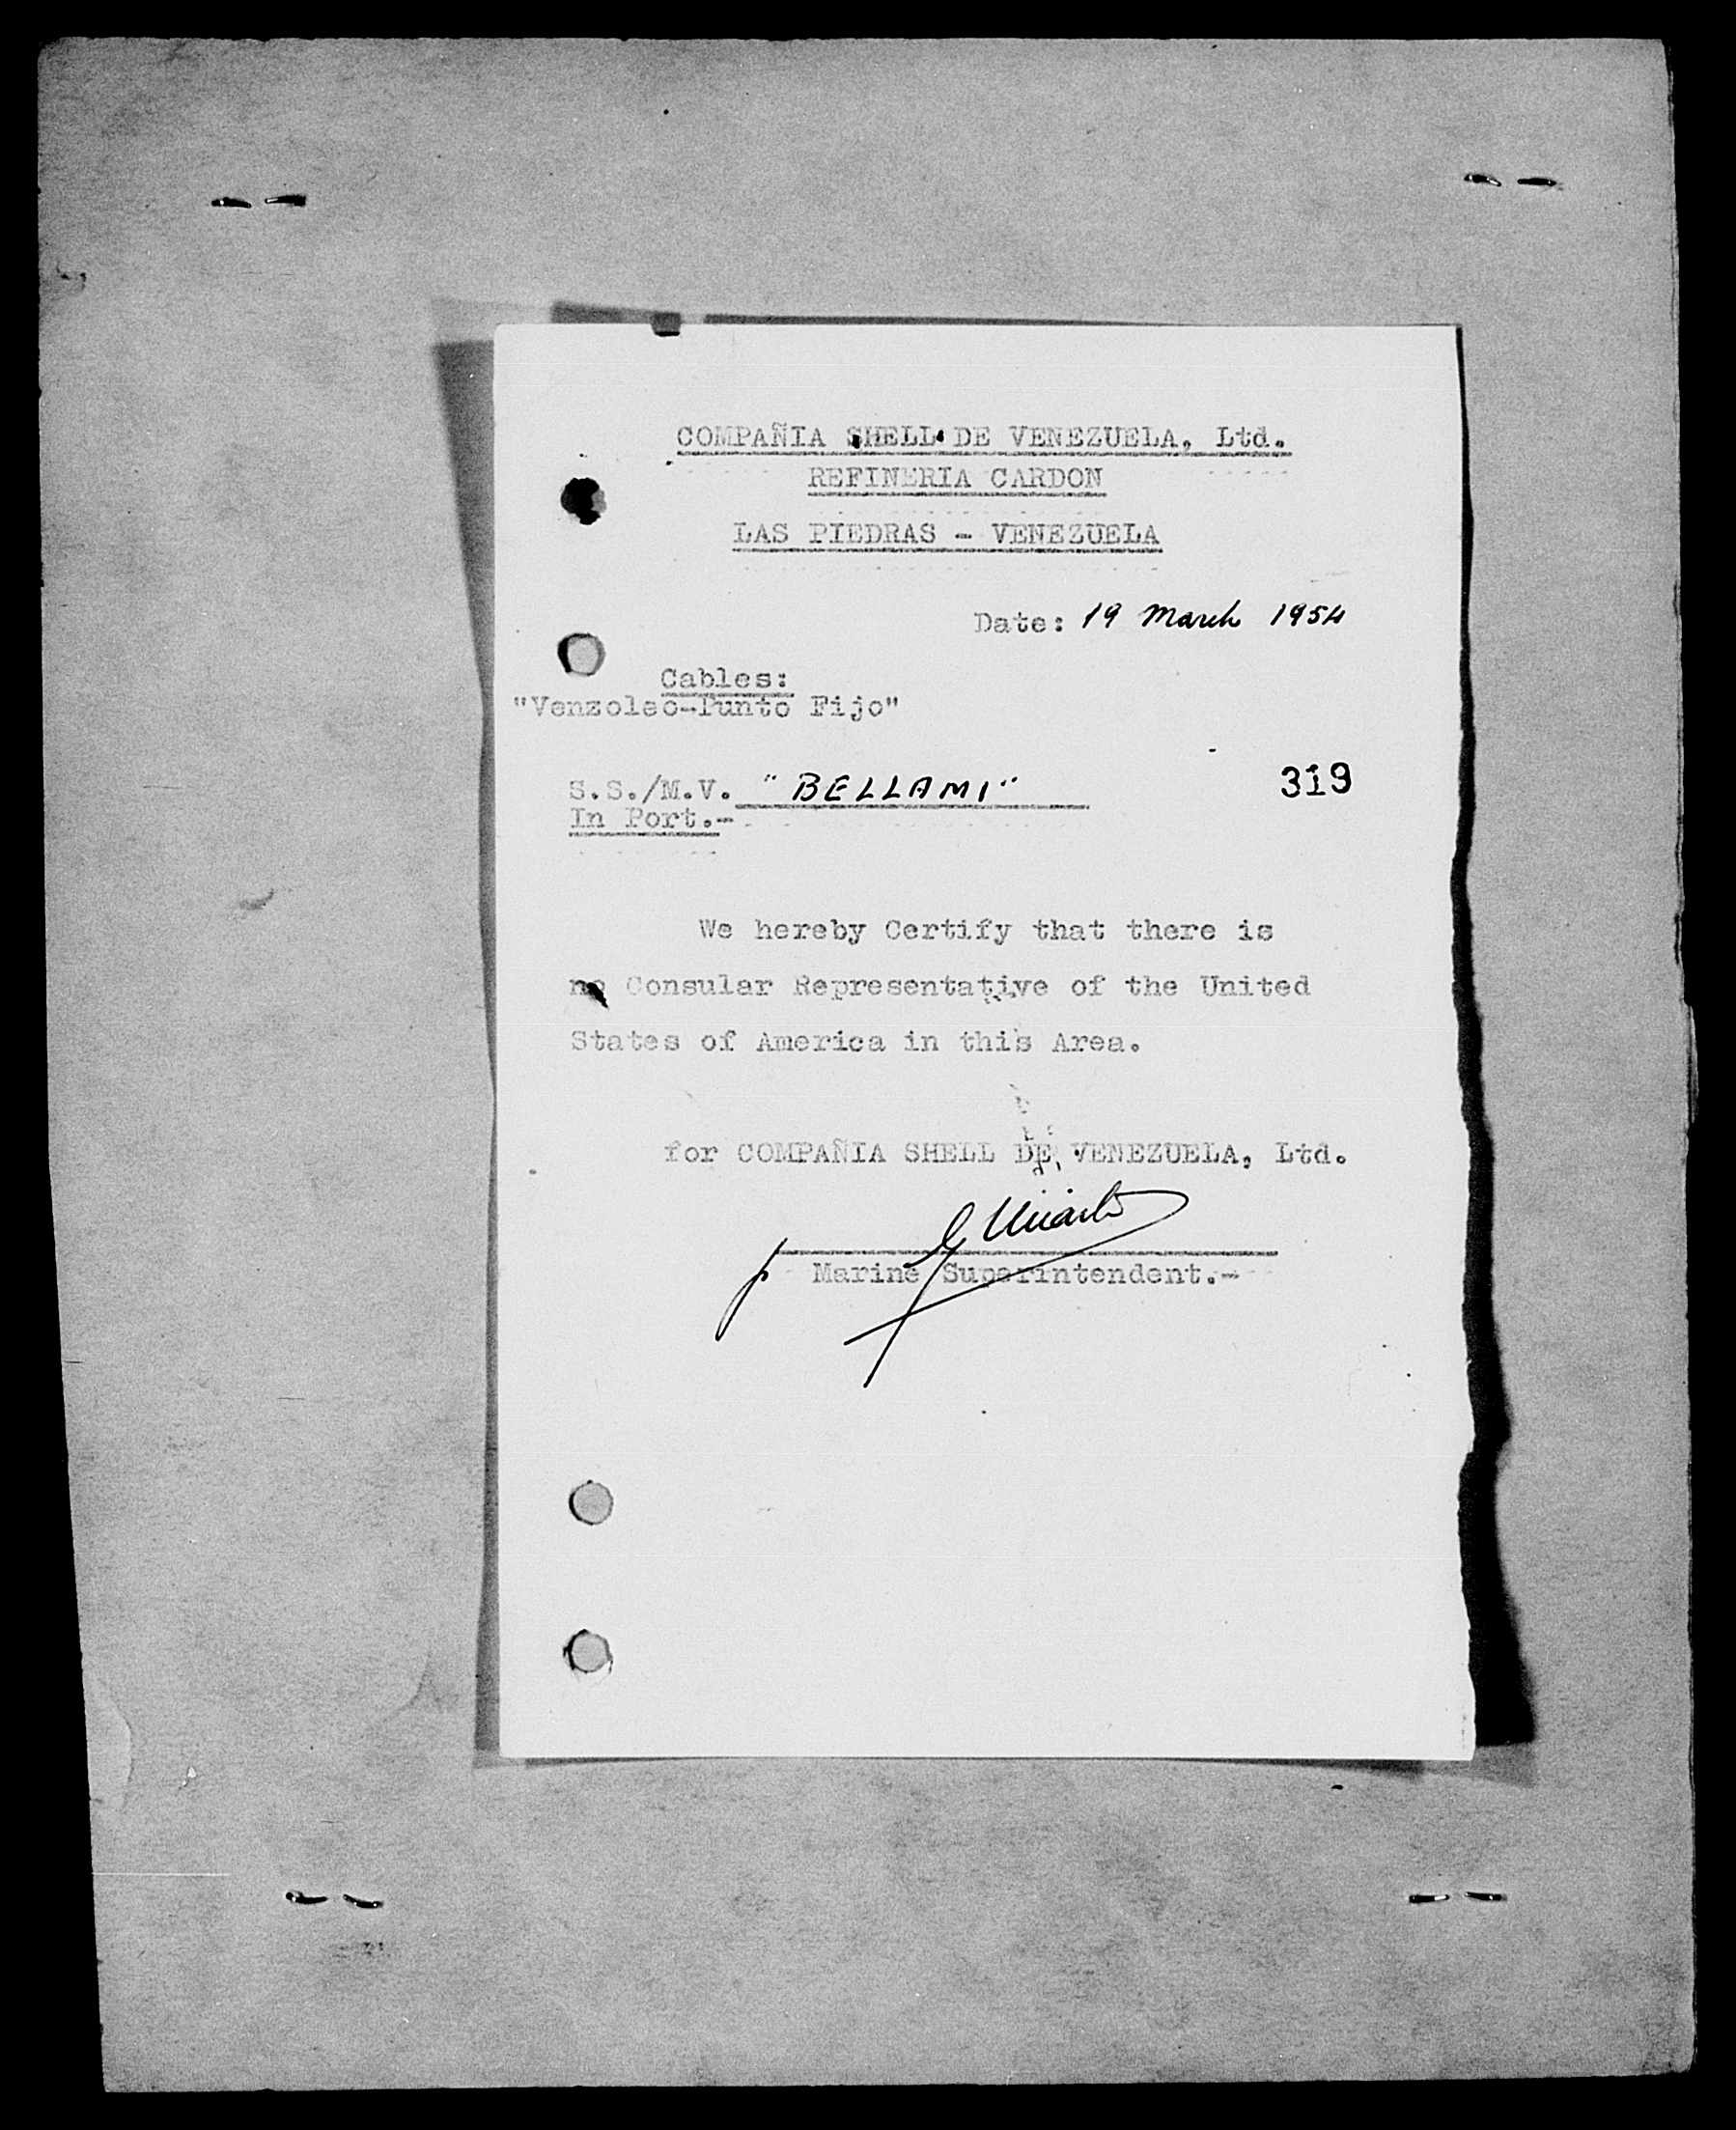 COMPAÑIA SHELL DE VENEZUELA, Ltd.
REFINERIA CARDON
LAS PIEDRAS - VENEZUELA
Date: 19 March 1954
Cables:
"Venzoleo-Punto Fijo"
S.S./M.V. "BELLAMI" 319
In Port.-
We hereby Certify that there is
no Consular Representative of the United
States of America in this Area.
for COMPAÑIA SHELL DE VENEZUELA, Ltd.
p Marine Superintendent.-